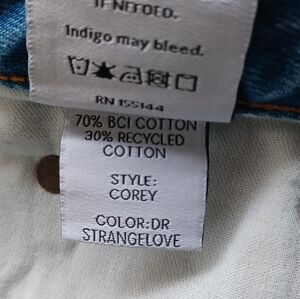 IF NEEDED.
Indigo may bleed.
RN 155144
70% BCI COTTON
30% RECYCLED
COTTON
STYLE:
COREY
COLOR:DR
STRANGELOVE